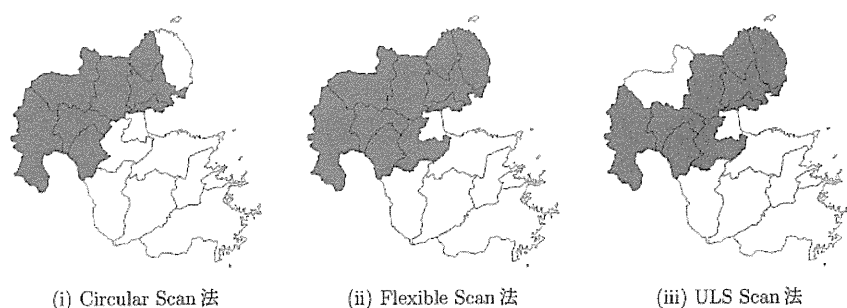 (i) Circular Scan 法
(ii) Flexible Scan 法
(iii) ULS Scan 法